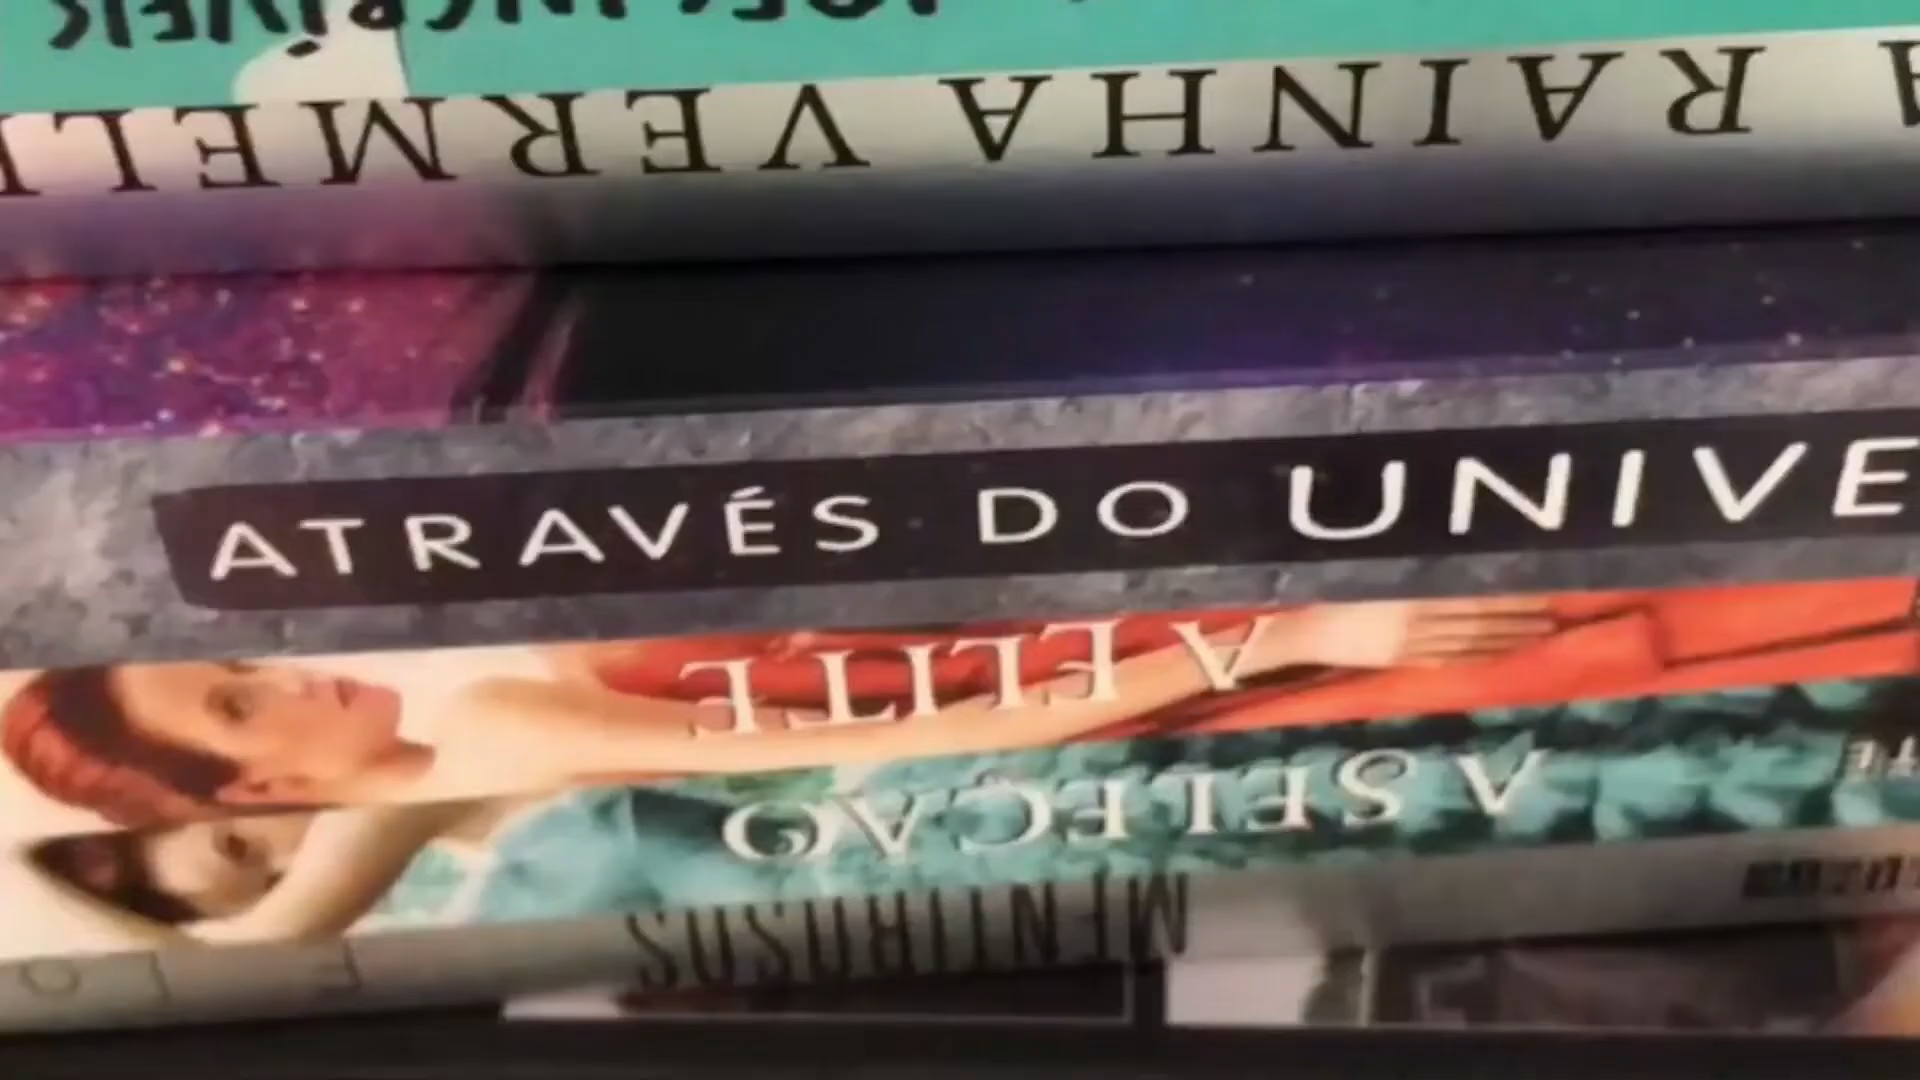 A RAINHA VERMEL
ATRAVÉS DO UNIVE
A ELITE
A SELEÇÃO
MENTIROSOS